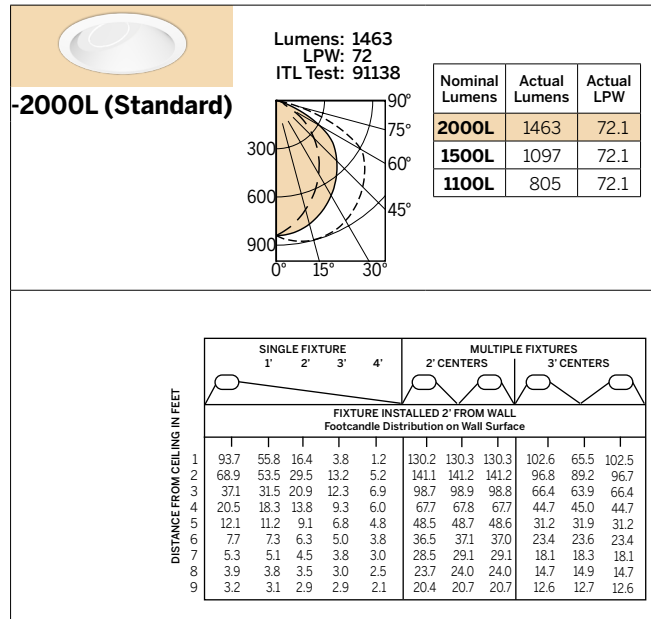 -2000L (Standard)
Lumens: 1463
LPW: 72
ITL Test: 91138
90°
75°
60°
45°
300
600
900
0° 15° 30°
Nominal Lumens Actual Lumens Actual LPW
2000L 1463 72.1
1500L 1097 72.1
1100L 805 72.1
SINGLE FIXTURE MULTIPLE FIXTURES
1' 2' 3' 4' 2' CENTERS 3' CENTERS
FIXTURE INSTALLED 2' FROM WALL
Footcandle Distribution on Wall Surface
DISTANCE FROM CEILING IN FEET
1 93.7 55.8 16.4 3.8 1.2 130.2 130.3 130.3 102.6 65.5 102.5
2 68.9 53.5 29.5 13.2 5.2 141.1 141.2 141.2 96.8 89.2 96.7
3 37.1 31.5 20.9 12.3 6.9 98.7 98.9 98.8 66.4 63.9 66.4
4 20.5 18.3 13.8 9.3 6.0 67.7 67.8 67.7 44.7 45.0 44.7
5 12.1 11.2 9.1 6.8 4.8 48.5 48.7 48.6 31.2 31.9 31.2
6 7.7 7.3 6.3 5.0 3.8 36.5 37.1 37.0 23.4 23.6 23.4
7 5.3 5.1 4.5 3.8 3.0 28.5 29.1 29.1 18.1 18.3 18.1
8 3.9 3.8 3.5 3.0 2.5 23.7 24.0 24.0 14.7 14.9 14.7
9 3.2 3.1 2.9 2.9 2.1 20.4 20.7 20.7 12.6 12.7 12.6